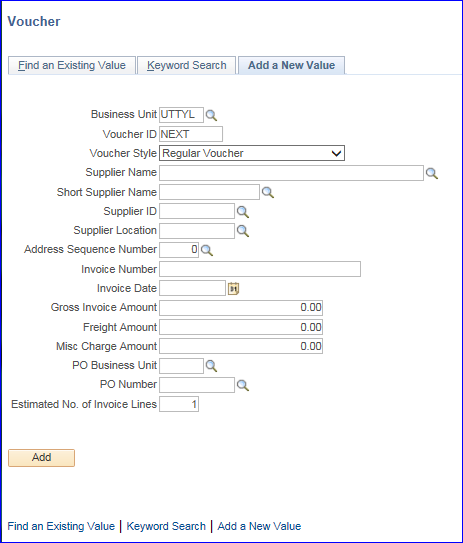 Voucher
Find an Existing Value Keyword Search Add a New Value
Business Unit UTTYL
Voucher ID NEXT
Voucher Style Regular Voucher
Supplier Name
Short Supplier Name
Supplier ID
Supplier Location
Address Sequence Number 0
Invoice Number
Invoice Date 31
Gross Invoice Amount 0.00
Freight Amount 0.00
Misc Charge Amount 0.00
PO Business Unit
PO Number
Estimated No. of Invoice Lines 1
Add
Find an Existing Value | Keyword Search | Add a New Value